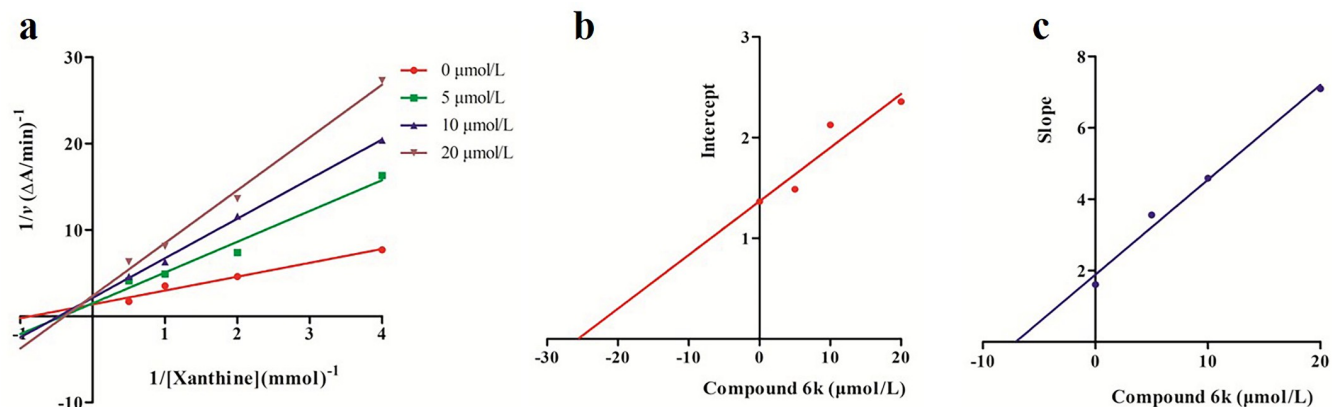 a
30
20
10
-1
1
2
3
4
-10
1/v (ΔA/min)-1
1/[Xanthine](mmol)-1
0 μmol/L
5 μmol/L
10 μmol/L
20 μmol/L
b
3
2
1
-30
-20
-10
0
10
20
Intercept
Compound 6k (μmol/L)
c
8
6
4
2
-10
0
10
20
Slope
Compound 6k (μmol/L)